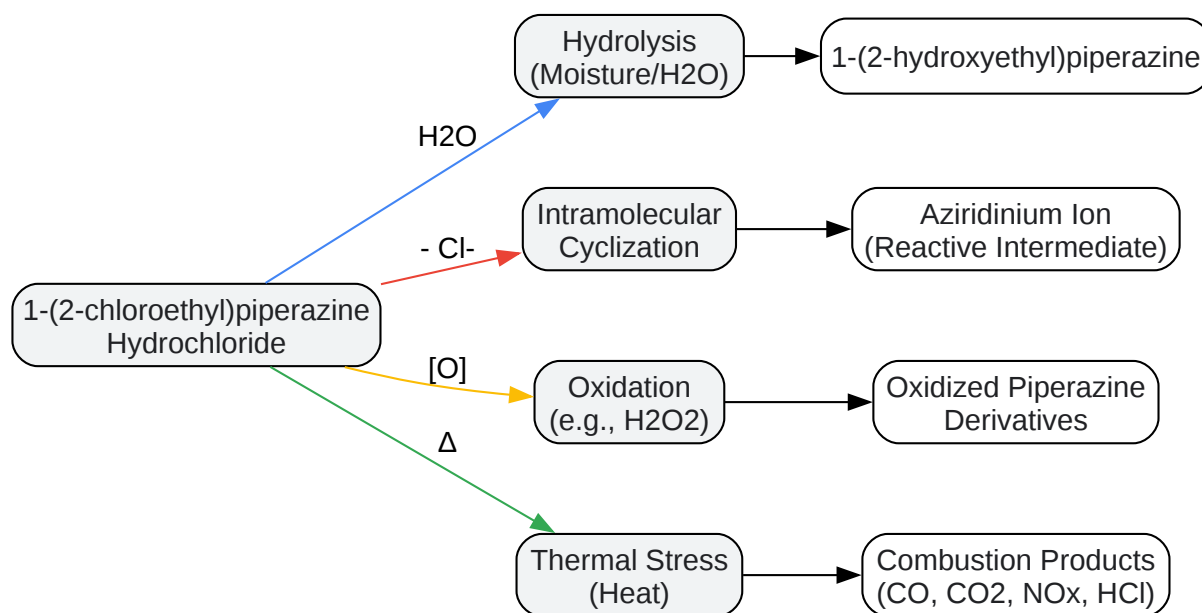 Hydrolysis
(Moisture/H2O)
1-(2-hydroxyethyl)piperazine
H2O
Intramolecular
Cyclization
Aziridinium Ion
(Reactive Intermediate)
- Cl-
1-(2-chloroethyl)piperazine
Hydrochloride
[O]
Oxidation
(e.g., H2O2)
Oxidized Piperazine
Derivatives
Δ
Thermal Stress
(Heat)
Combustion Products
(CO, CO2, NOx, HCl)